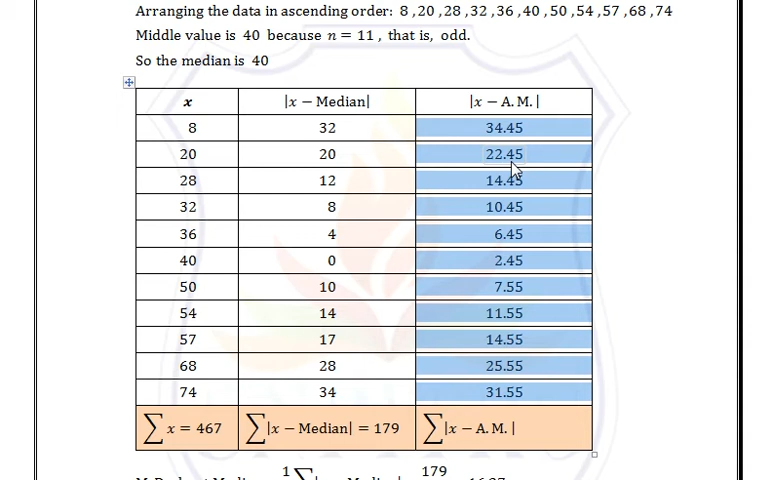 Arranging the data in ascending order: 8 , 20 , 28 , 32 , 36 , 40 , 50 , 54 , 57 , 68 , 74
Middle value is 40 because n = 11 , that is, odd.
So the median is 40
x |x − Median| |x − A. M. |
8 32 34.45
20 20 22.45
28 12 14.45
32 8 10.45
36 4 6.45
40 0 2.45
50 10 7.55
54 14 11.55
57 17 14.55
68 28 25.55
74 34 31.55
∑ x = 467 ∑|x − Median| = 179 ∑|x − A. M. |